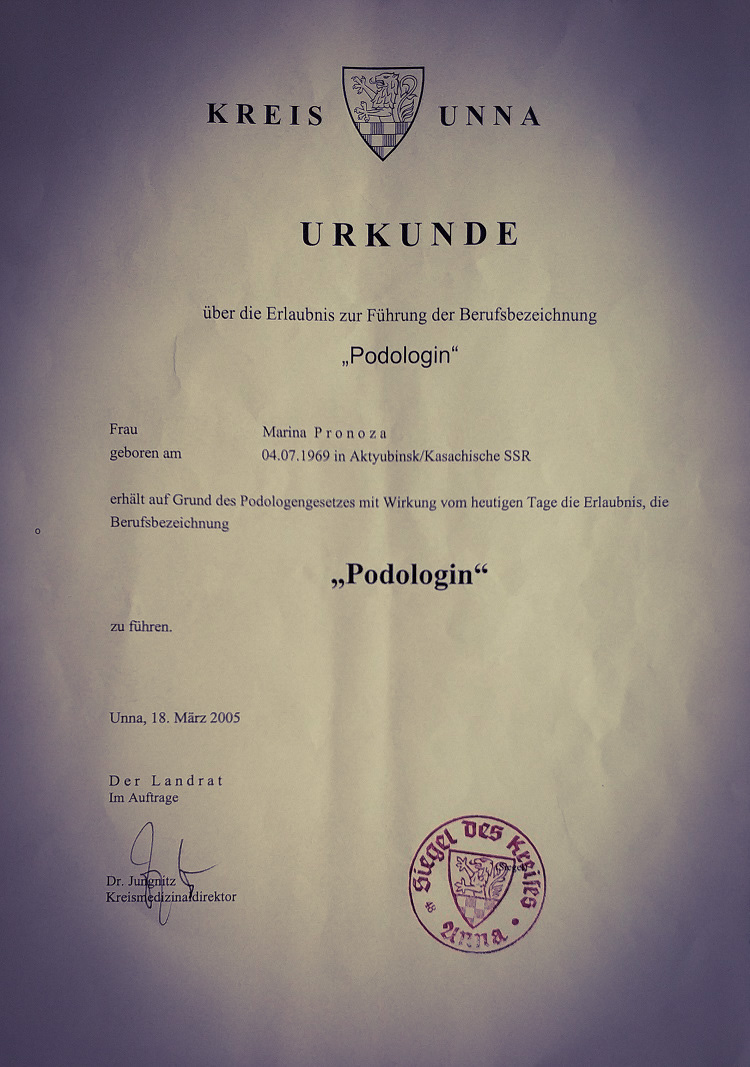 KREIS UNNA
URKUNDE
über die Erlaubnis zur Führung der Berufsbezeichnung
„Podologin“
Frau Marina Pronoza
geboren am 04.07.1969 in Aktyubinsk/Kasachische SSR
erhält auf Grund des Podologengesetzes mit Wirkung vom heutigen Tage die Erlaubnis, die
Berufsbezeichnung
„Podologin“
zu führen.
Unna, 18. März 2005
Der Landrat
Im Auftrage
Dr. Jungnitz
Kreismedizinaldirektor
Siegel des Kreises
(Siegel)
48
Unna